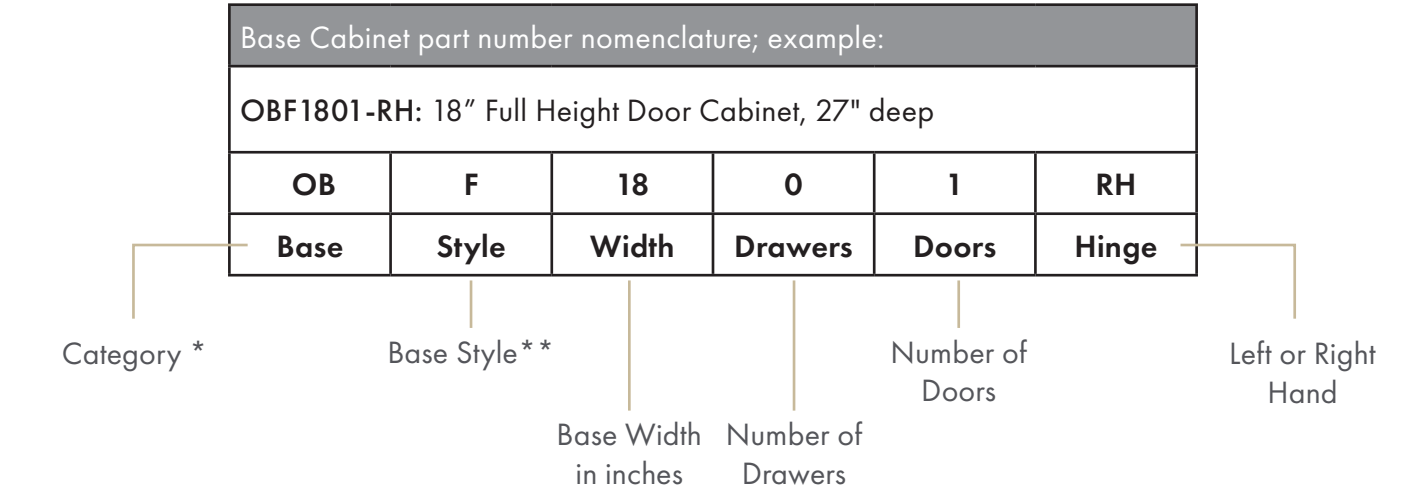 Base Cabinet part number nomenclature; example:
OBF1801-RH: 18” Full Height Door Cabinet, 27" deep
OB F 18 0 1 RH
Base Style Width Drawers Doors Hinge
Category *
Base Style**
Number of
Doors
Left or Right
Hand
Base Width
in inches
Number of
Drawers